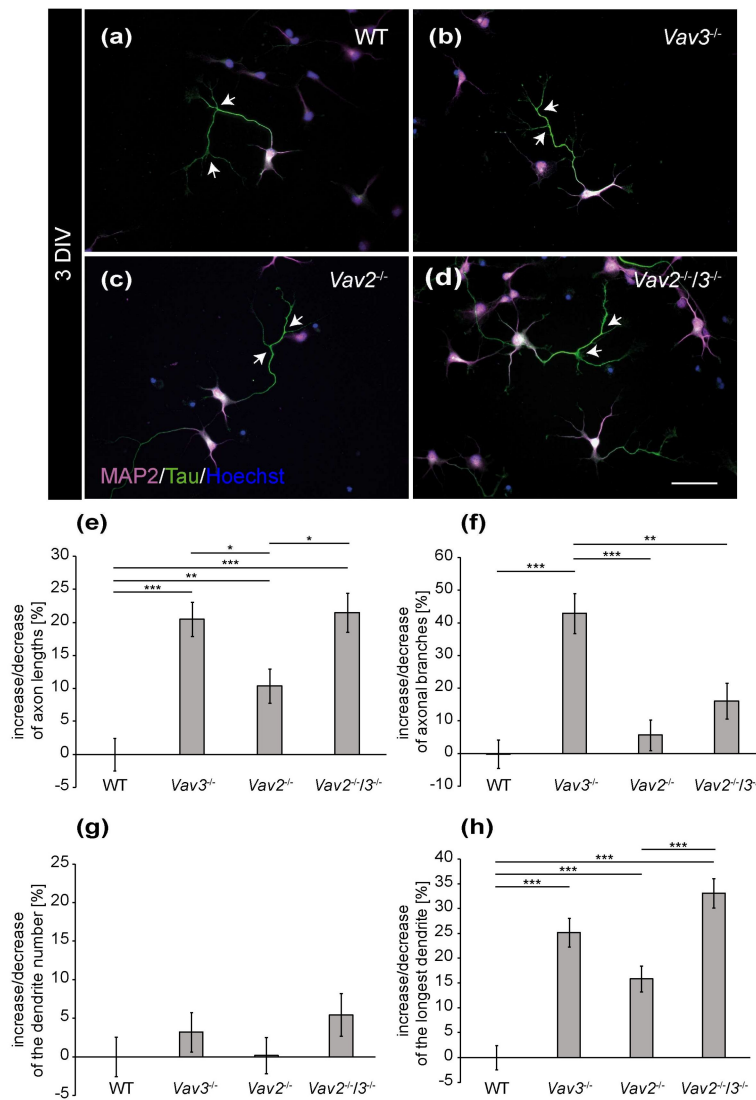 (a) WT
(b) Vav3-/-
3 DIV
(c) Vav2-/-
(d) Vav2-/-/3-/-
MAP2/Tau/Hoechst
(e)
increase/decrease
of axon lengths [%]
30
25
20
15
10
5
0
-5
*
*
***
**
***
WT Vav3-/- Vav2-/- Vav2-/-/3-/-
(f)
increase/decrease
of axonal branches [%]
60
50
40
30
20
10
0
-10
**
***
***
WT Vav3-/- Vav2-/- Vav2-/-/3-/-
(g)
increase/decrease
of the dendrite number [%]
25
20
15
10
5
0
-5
WT Vav3-/- Vav2-/- Vav2-/-/3-/-
(h)
increase/decrease
of the longest dendrite [%]
40
35
30
25
20
15
10
5
0
-5
***
***
***
***
WT Vav3-/- Vav2-/- Vav2-/-/3-/-